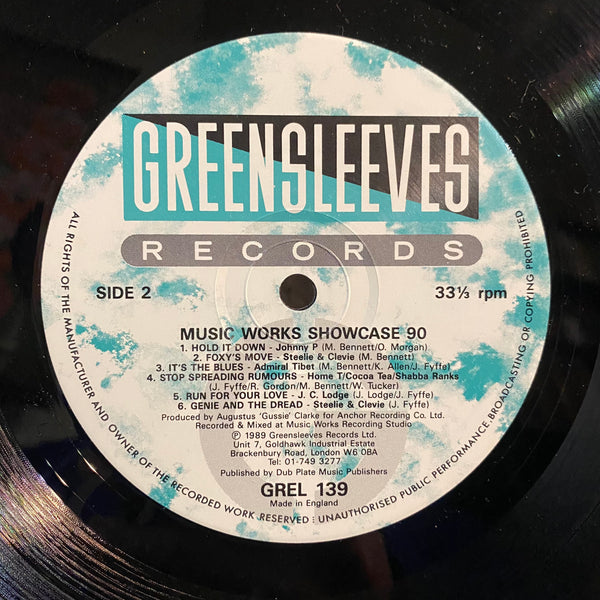 GREENSLEEVES
RECORDS
SIDE 2
33⅓ rpm
MUSIC WORKS SHOWCASE 90
1. HOLD IT DOWN - Johnny P (M. Bennett/O. Morgan)
2. FOXY'S MOVE - Steelie & Clevie (M. Bennett)
3. IT'S THE BLUES - Admiral Tibet (M. Bennett/K. Allen/J. Fyffe)
4. STOP SPREADING RUMOURS - Home T/Cocoa Tea/Shabba Ranks
(J. Fyffe/R. Gordon/M. Bennett/W. Tucker)
5. RUN FOR YOUR LOVE - J. C. Lodge (J. Lodge/J. Fyffe)
6. GENIE AND THE DREAD - Steelie & Clevie (J. Fyffe)
Produced by Augustus 'Gussie' Clarke for Anchor Recording Co. Ltd.
Recorded & Mixed at Music Works Recording Studio
℗ 1989 Greensleeves Records Ltd.
Unit 7, Goldhawk Industrial Estate
Brackenbury Road, London W6 0BA
Tel: 01-749 3277
Published by Dub Plate Music Publishers
GREL 139
Made in England
ALL RIGHTS OF THE MANUFACTURER AND OWNER OF THE RECORDED WORK RESERVED : UNAUTHORISED PUBLIC PERFORMANCE BROADCASTING OR COPYING PROHIBITED